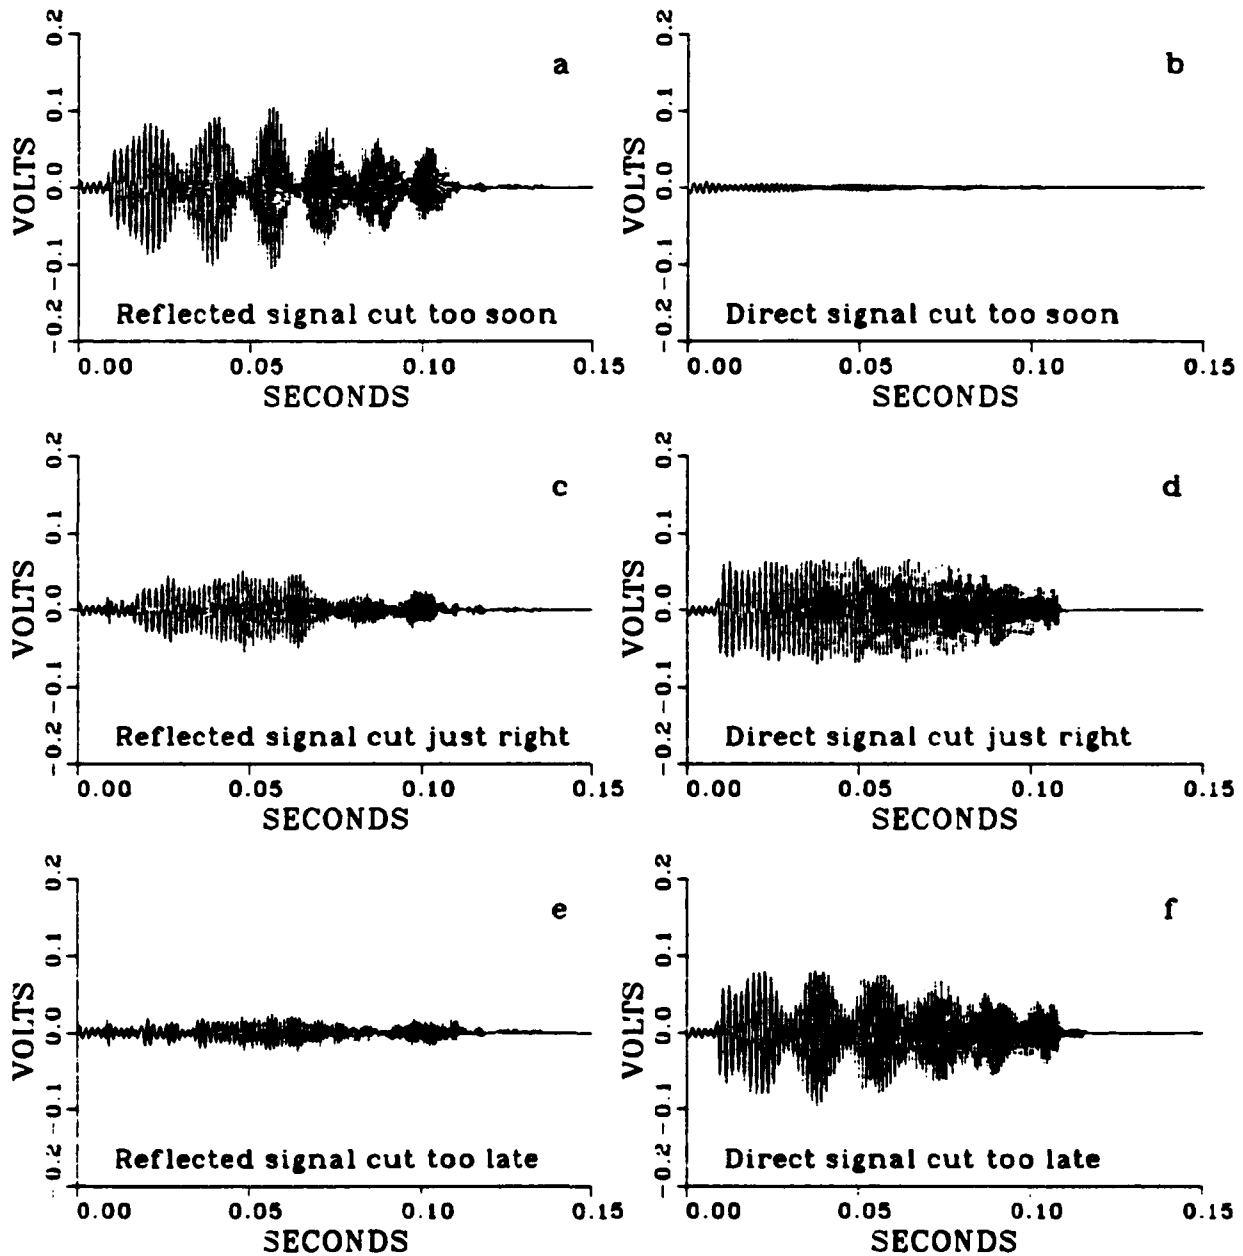 a
0.2
0.1
0.0
-0.1
-0.2
VOLTS
Reflected signal cut too soon
0.00 0.05 0.10 0.15
SECONDS
b
0.2
0.1
0.0
-0.1
-0.2
VOLTS
Direct signal cut too soon
0.00 0.05 0.10 0.15
SECONDS
c
0.2
0.1
0.0
-0.1
-0.2
VOLTS
Reflected signal cut just right
0.00 0.05 0.10 0.15
SECONDS
d
0.2
0.1
0.0
-0.1
-0.2
VOLTS
Direct signal cut just right
0.00 0.05 0.10 0.15
SECONDS
e
0.2
0.1
0.0
-0.1
-0.2
VOLTS
Reflected signal cut too late
0.00 0.05 0.10 0.15
SECONDS
f
0.2
0.1
0.0
-0.1
-0.2
VOLTS
Direct signal cut too late
0.00 0.05 0.10 0.15
SECONDS